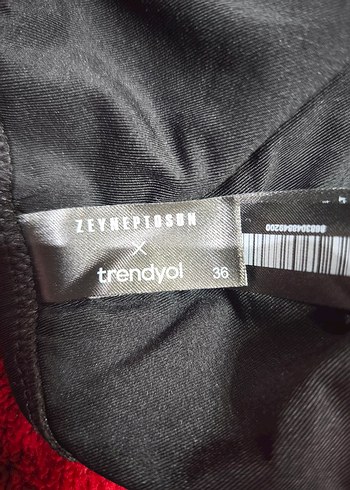 ZEYNEPTOSUN
X
trendyol
36